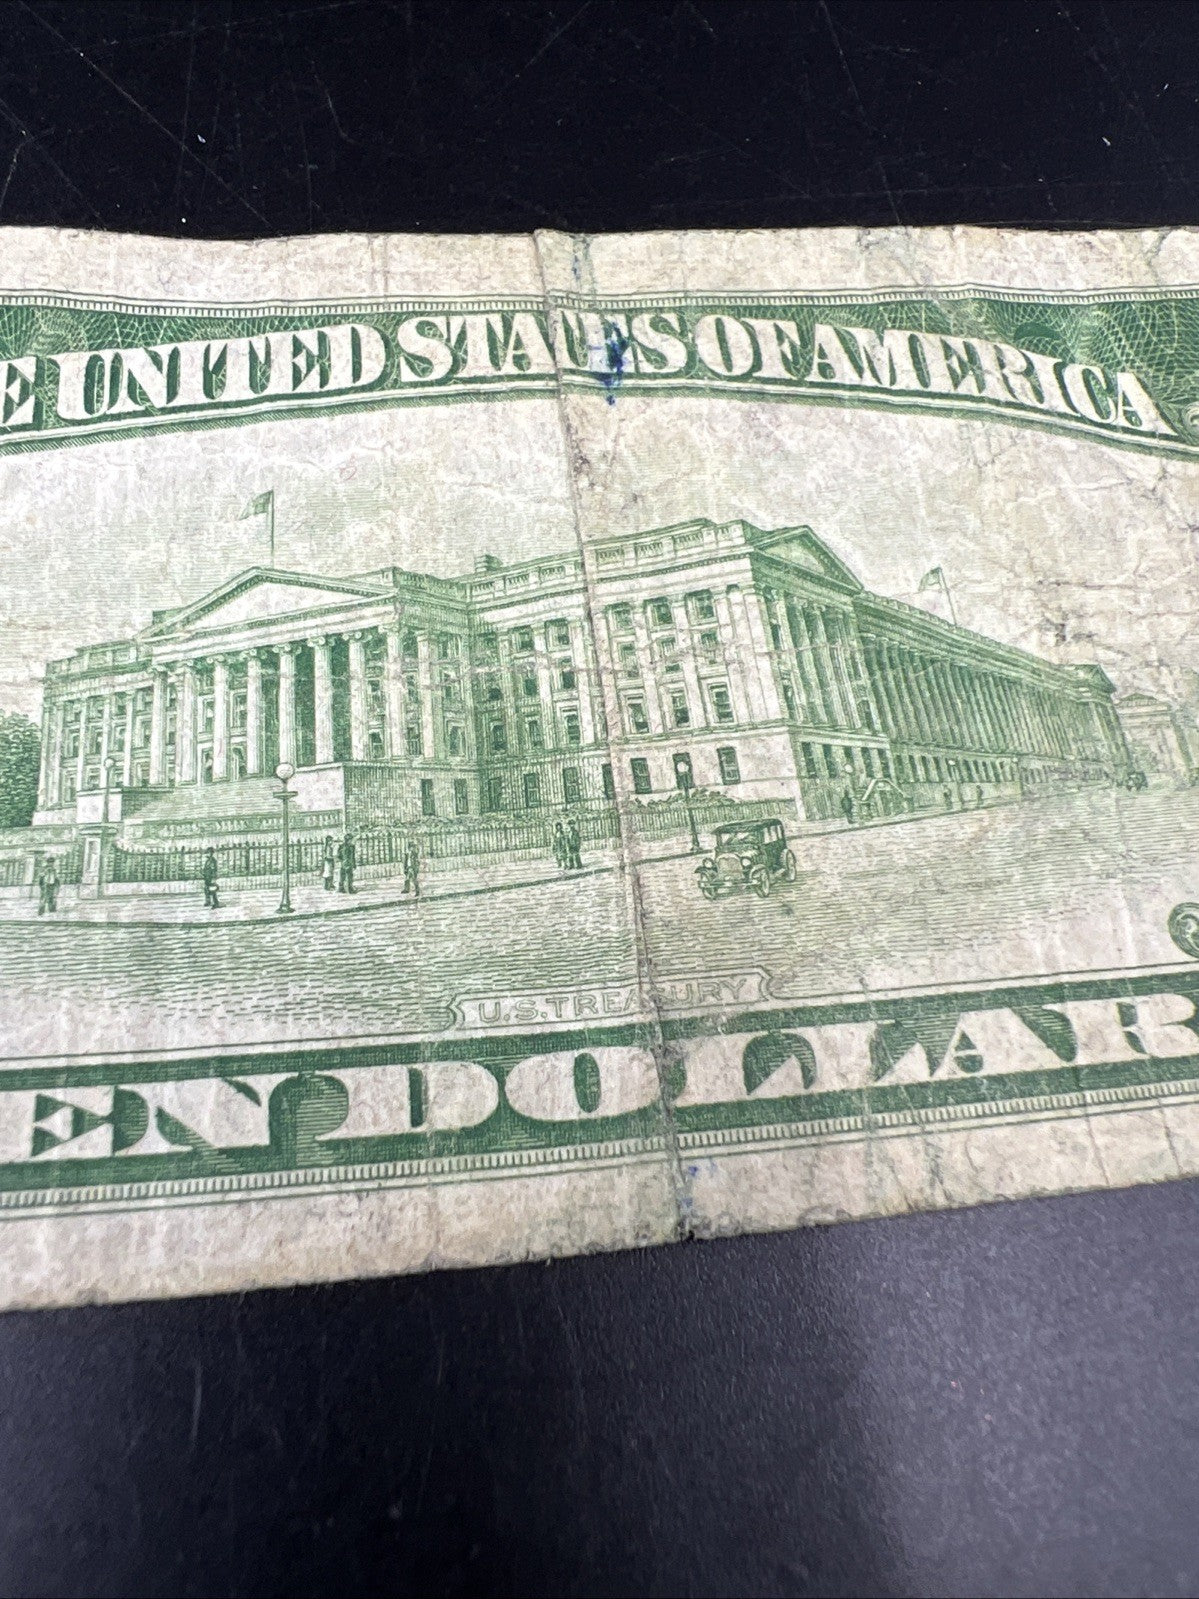 E UNITED STATES OF AMERICA
U.S. TREASURY
EN DOLLAR